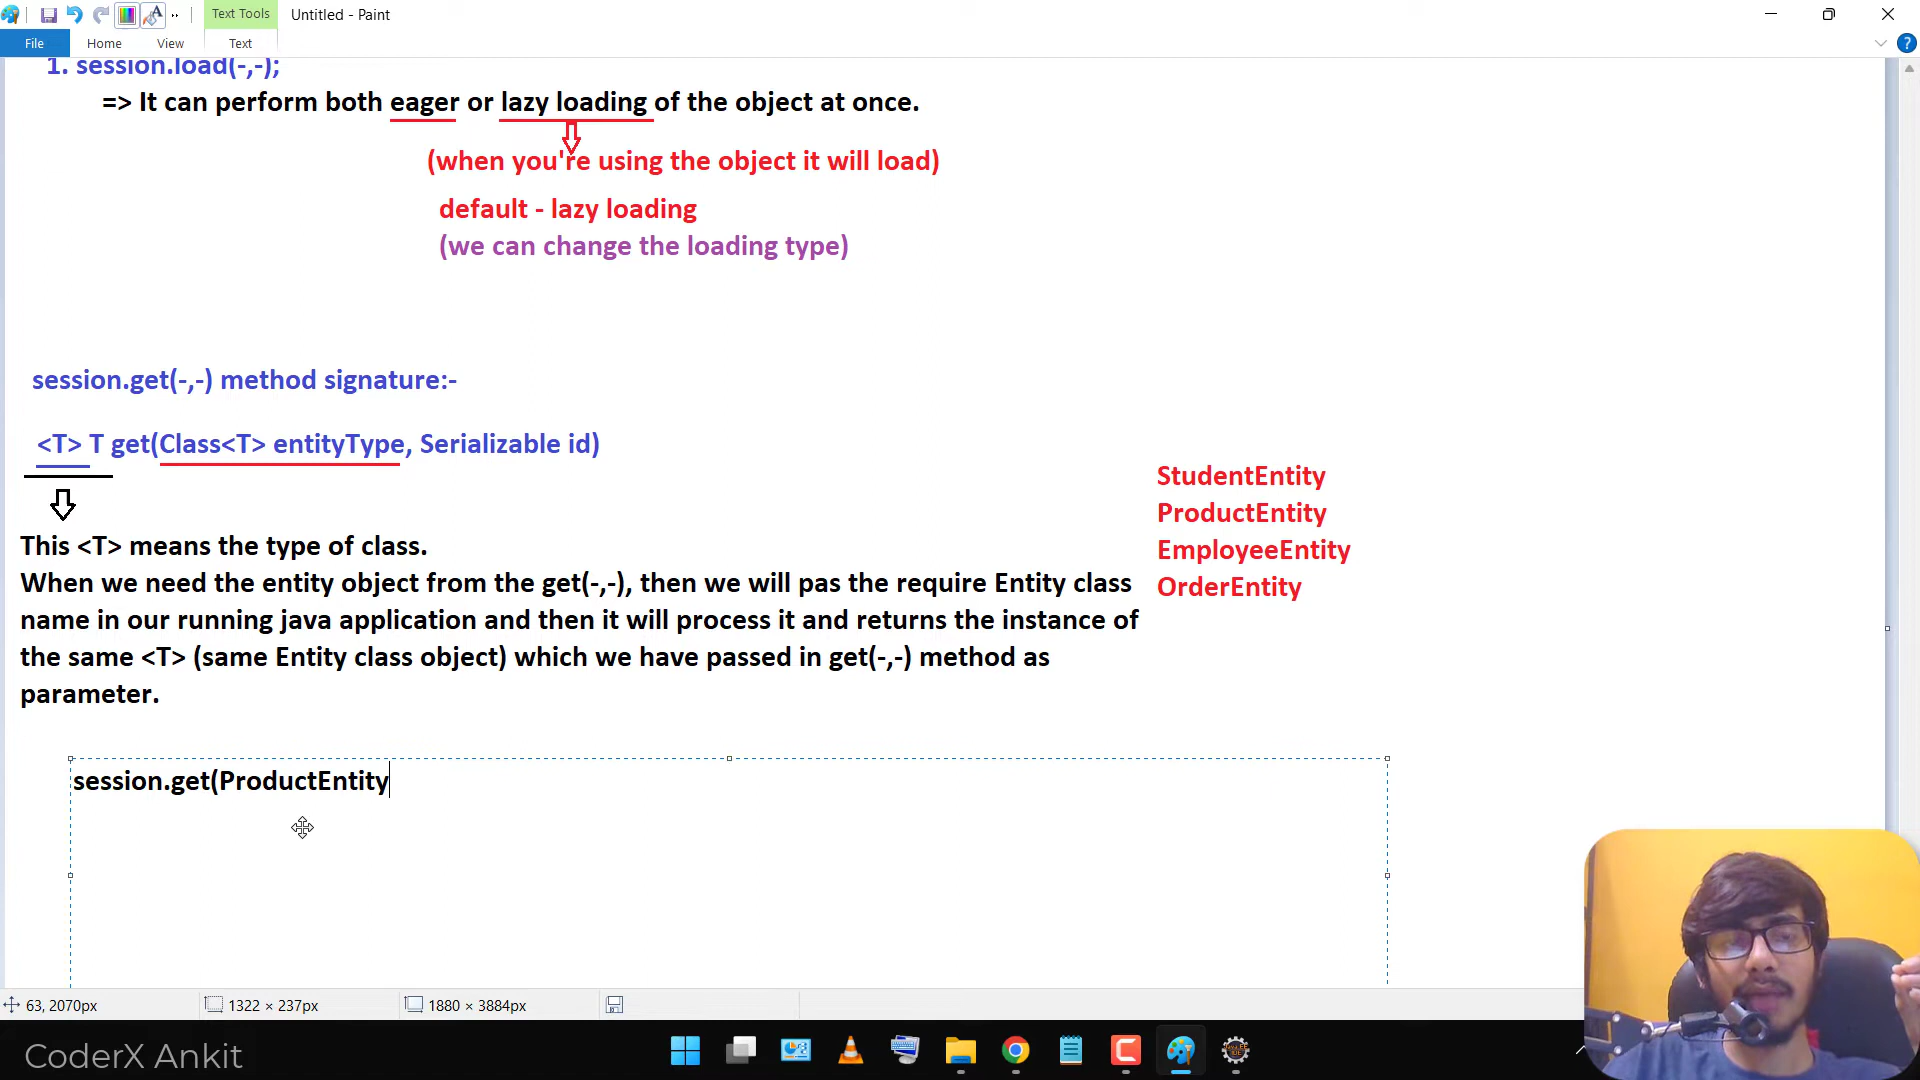 Text Tools
Untitled - Paint
File
Home
View
Text
1. session.load(-,-);
=> It can perform both eager or lazy loading of the object at once.
(when you're using the object it will load)
default - lazy loading
(we can change the loading type)
session.get(-,-) method signature:-
<T> T get(Class<T> entityType, Serializable id)
This <T> means the type of class.
When we need the entity object from the get(-,-), then we will pas the require Entity class
name in our running java application and then it will process it and returns the instance of
the same <T> (same Entity class object) which we have passed in get(-,-) method as
parameter.
StudentEntity
ProductEntity
EmployeeEntity
OrderEntity
session.get(ProductEntity
63, 2070px
1322 × 237px
1880 × 3884px
CoderX Ankit